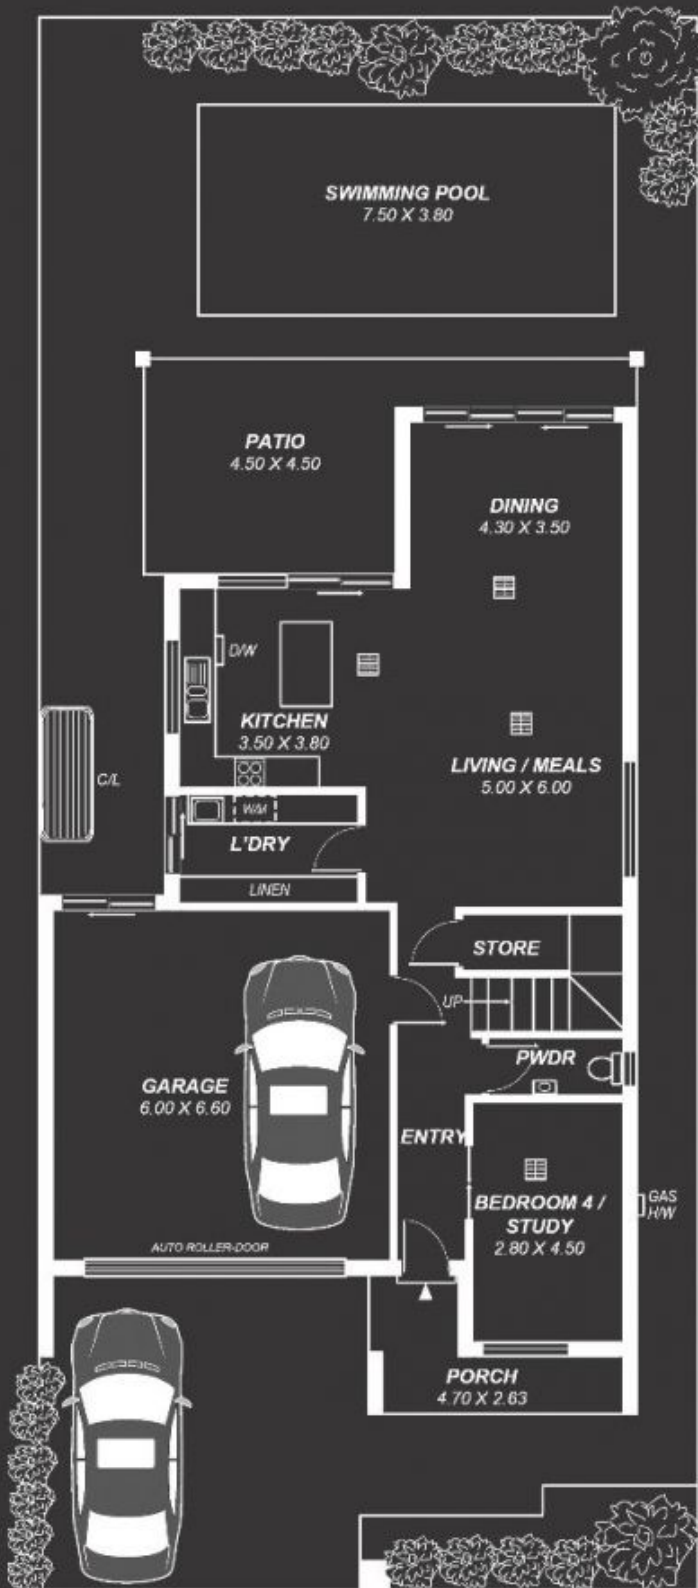 SWIMMING POOL
7.50 X 3.80
PATIO
4.50 X 4.50
DINING
4.30 X 3.50
D/W
KITCHEN
3.50 X 3.80
LIVING / MEALS
5.00 X 6.00
C/L
W/M
L'DRY
LINEN
STORE
UP
PWDR
GARAGE
6.00 X 6.60
ENTRY
BEDROOM 4 /
STUDY
2.80 X 4.50
GAS
H/W
AUTO ROLLER-DOOR
PORCH
4.70 X 2.63